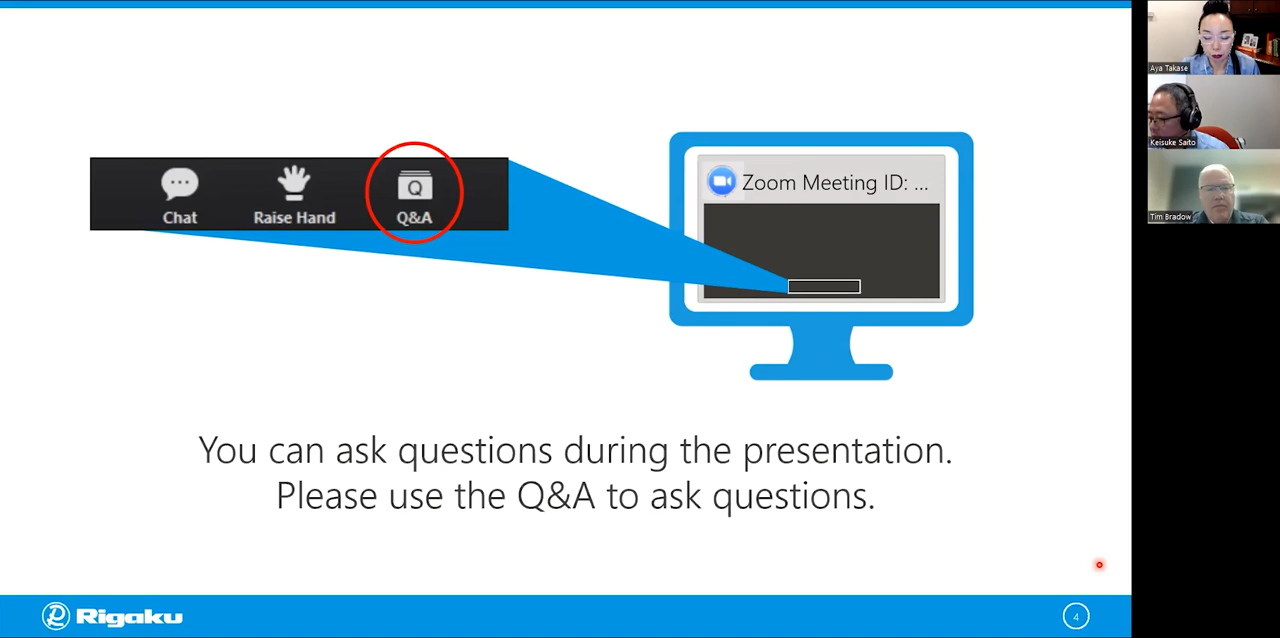 Chat
Raise Hand
Q
Q&A
Zoom Meeting ID: ...
You can ask questions during the presentation.
Please use the Q&A to ask questions.
Rigaku
4
Aya Takase
Keisuke Saito
Tim Bradow